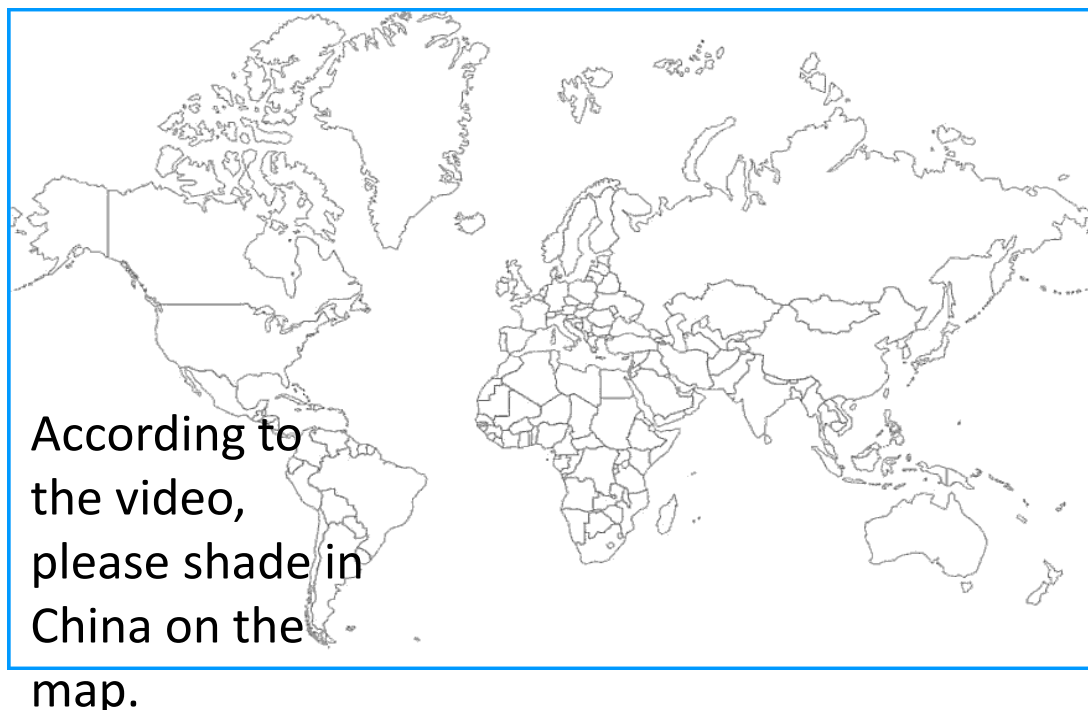 According to
the video,
please shade in
China on the
map.